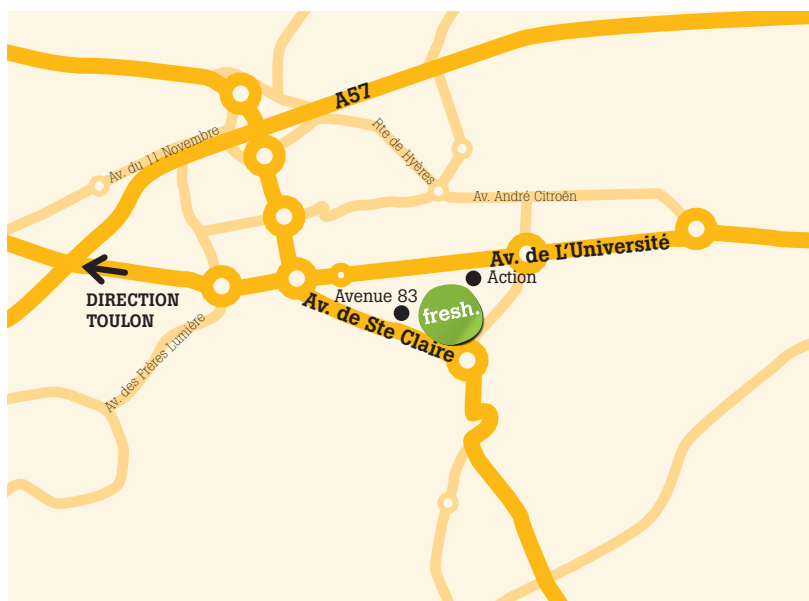 A57
Av. du 11 Novembre
Rte de Hyères
Av. André Citroën
Av. de L'Université
Action
Avenue 83
fresh.
DIRECTION
TOULON
Av. de Ste Claire
Av. des Frères Lumière